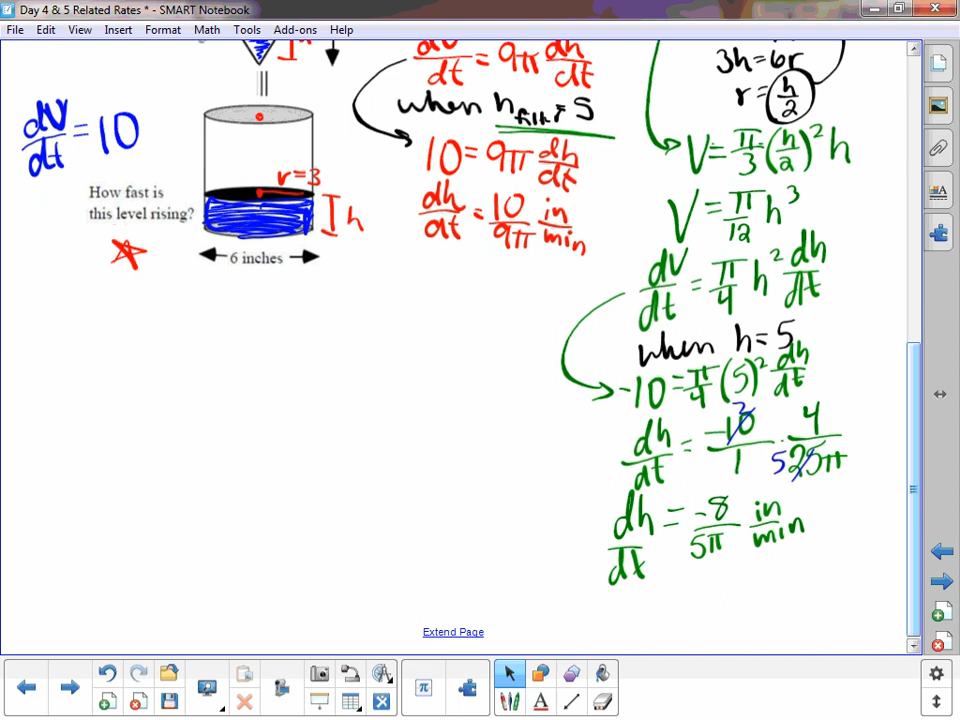 Day 4 & 5 Related Rates * - SMART Notebook
File Edit View Insert Format Math Tools Add-ons Help
dV/dt = 10
How fast is
this level rising?
r=3
h
6 inches
dV/dt = 9π dh/dt
when h = 5
10 = 9π dh/dt
dh/dt = 10/9π in/min
3h=6r
r = h/2
V = π/3 (h/2)² h
V = π/12 h³
dV/dt = π/4 h² dh/dt
when h = 5
-10 = π/4 (5)² dh/dt
dh/dt = -10/1 · 4/25π
2
5
dh/dt = -8/5π in/min
Extend Page
π
A